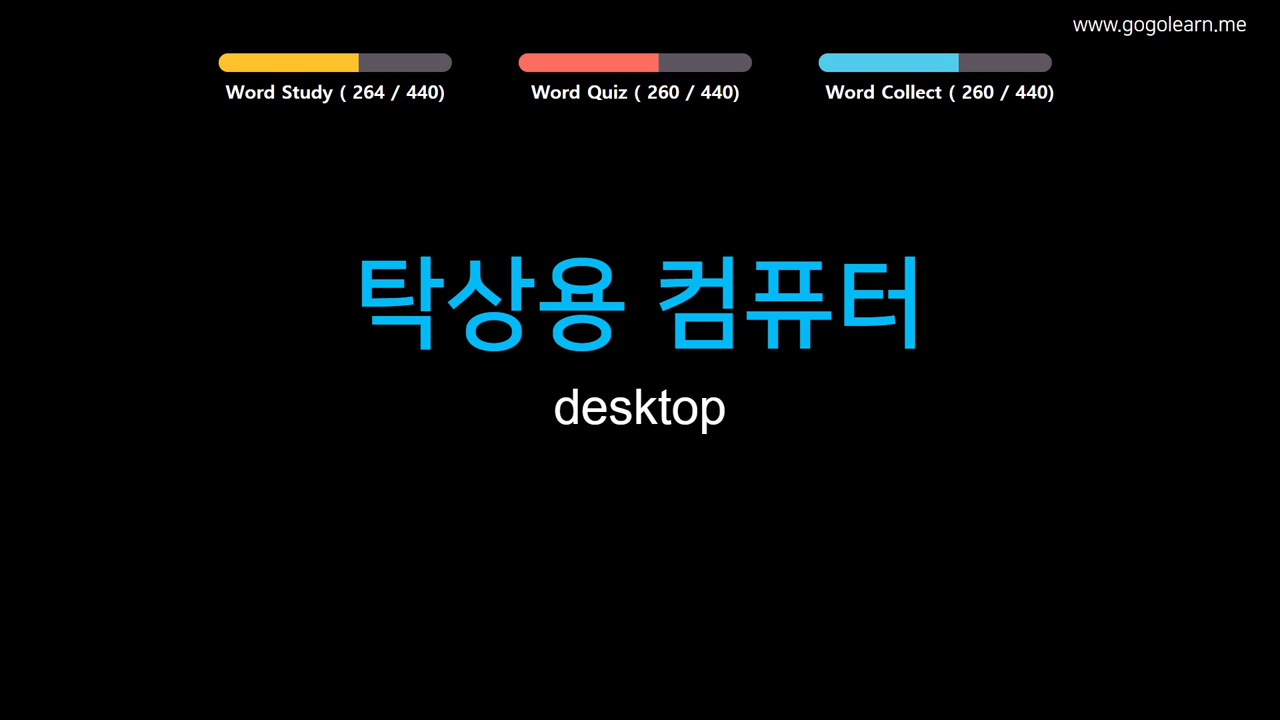 www.gogolearn.me
Word Study ( 264 / 440)
Word Quiz ( 260 / 440)
Word Collect ( 260 / 440)
탁상용 컴퓨터
desktop